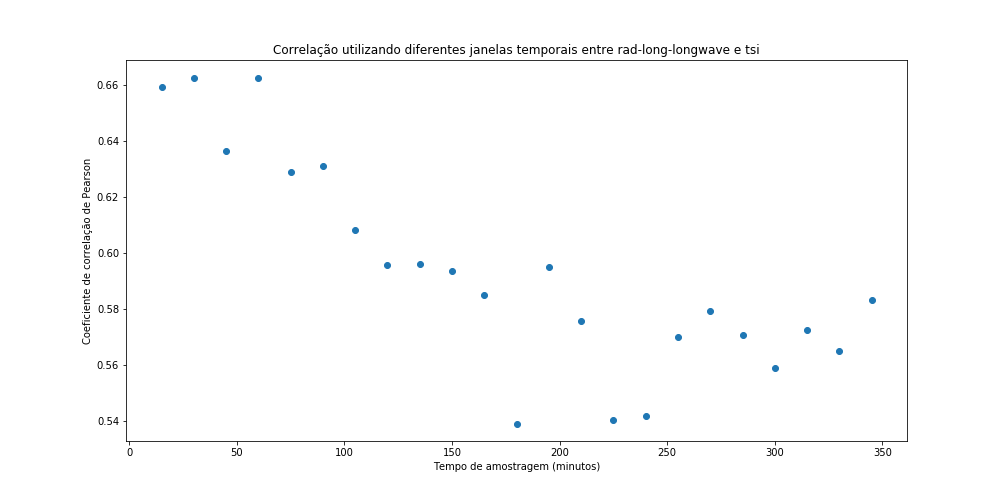 Correlação utilizando diferentes janelas temporais entre rad-long-longwave e tsi
Coeficiente de correlação de Pearson
0.66
0.64
0.62
0.60
0.58
0.56
0.54
0 50 100 150 200 250 300 350
Tempo de amostragem (minutos)